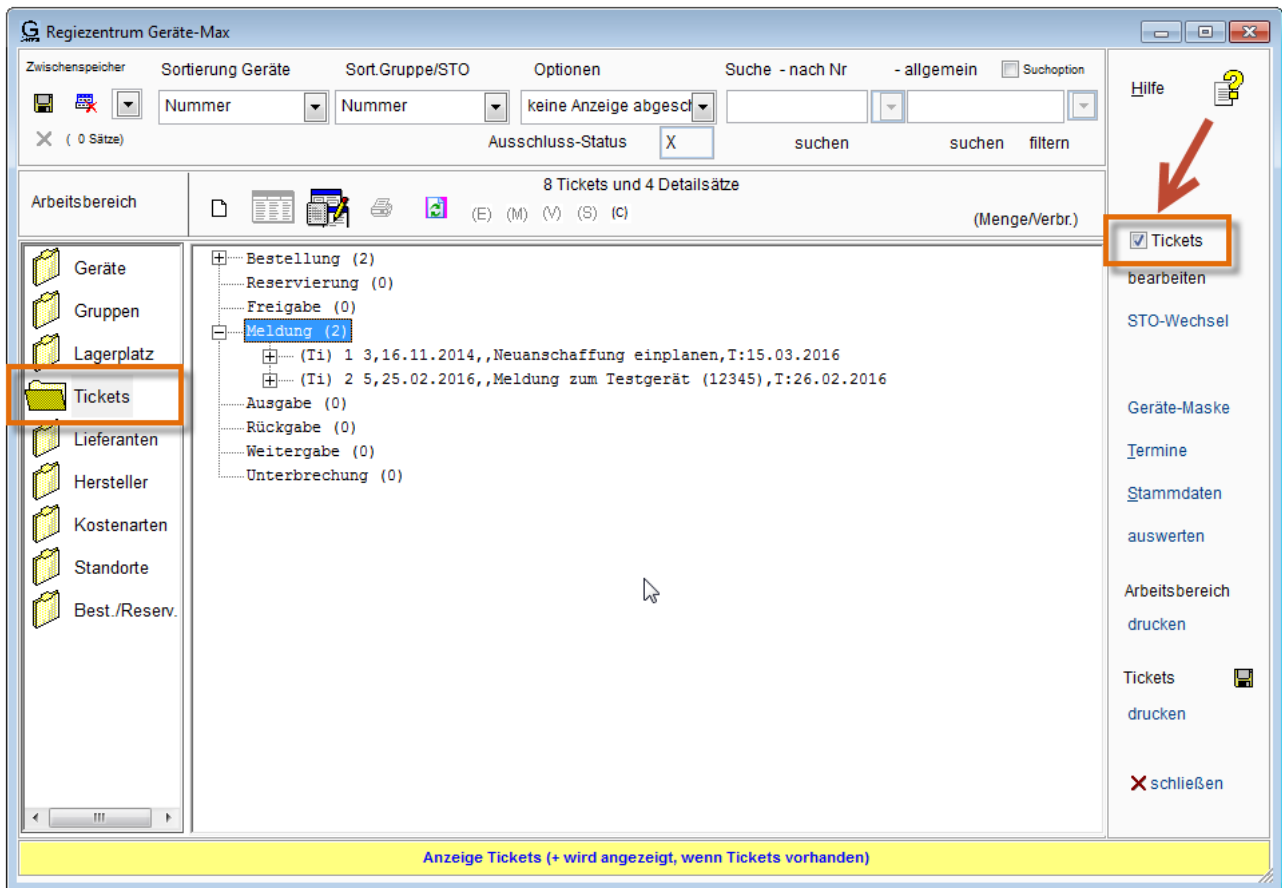 Regiezentrum Geräte-Max
Zwischenspeicher Sortierung Geräte Sort.Gruppe/STO Optionen Suche - nach Nr - allgemein Suchoption
Nummer Nummer keine Anzeige abgesch
( 0 Sätze) Ausschluss-Status X suchen suchen filtern
Hilfe
Arbeitsbereich
8 Tickets und 4 Detailsätze
(E) (M) (V) (S) (C) (Menge/Verbr.)
Geräte
Gruppen
Lagerplatz
Tickets
Lieferanten
Hersteller
Kostenarten
Standorte
Best./Reserv.
Bestellung (2)
Reservierung (0)
Freigabe (0)
Meldung (2)
(Ti) 1 3,16.11.2014,,Neuanschaffung einplanen,T:15.03.2016
(Ti) 2 5,25.02.2016,,Meldung zum Testgerät (12345),T:26.02.2016
Ausgabe (0)
Rückgabe (0)
Weitergabe (0)
Unterbrechung (0)
Tickets
bearbeiten
STO-Wechsel
Geräte-Maske
Termine
Stammdaten
auswerten
Arbeitsbereich
drucken
Tickets
drucken
schließen
Anzeige Tickets (+ wird angezeigt, wenn Tickets vorhanden)